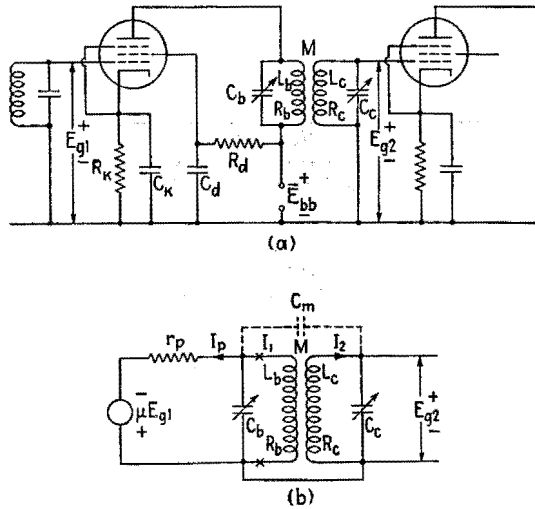 M
C_b
L_b
R_b
L_c
R_c
C_c
E_g1
+
-
R_K
C_K
C_d
R_d
E_bb
+
-
E_g2
+
-
(a)
C_m
r_p
I_p
I_1
M
I_2
-
μE_g1
+
C_b
L_b
R_b
L_c
R_c
C_c
E_g2
+
-
(b)